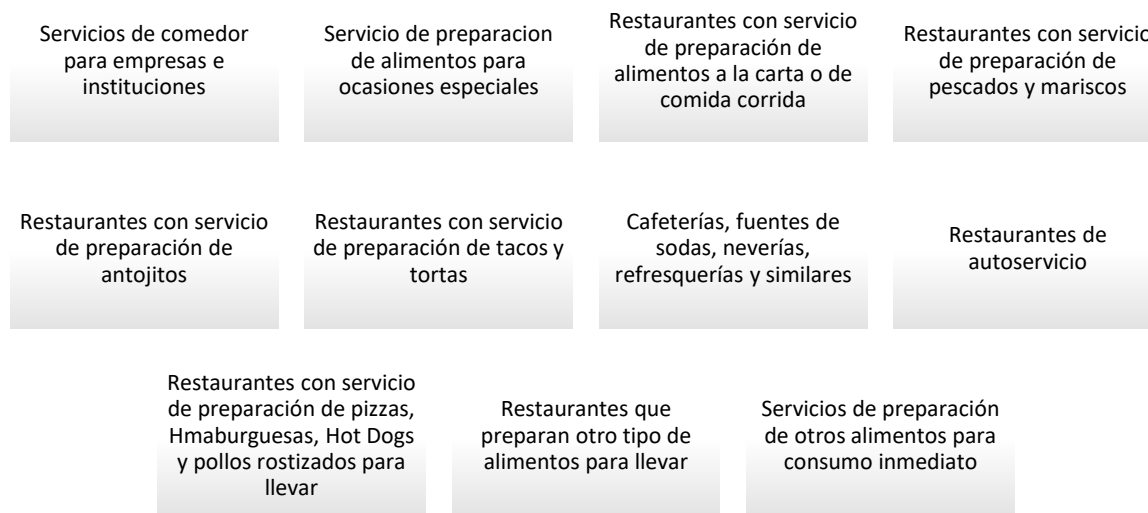 Servicios de comedor
para empresas e
instituciones
Servicio de preparacion
de alimentos para
ocasiones especiales
Restaurantes con servicio
de preparación de
alimentos a la carta o de
comida corrida
Restaurantes con servicio
de preparación de
pescados y mariscos
Restaurantes con servicio
de preparación de
antojitos
Restaurantes con servicio
de preparación de tacos y
tortas
Cafeterías, fuentes de
sodas, neverías,
refresquerías y similares
Restaurantes de
autoservicio
Restaurantes con servicio
de preparación de pizzas,
Hmaburguesas, Hot Dogs
y pollos rostizados para
llevar
Restaurantes que
preparan otro tipo de
alimentos para llevar
Servicios de preparación
de otros alimentos para
consumo inmediato